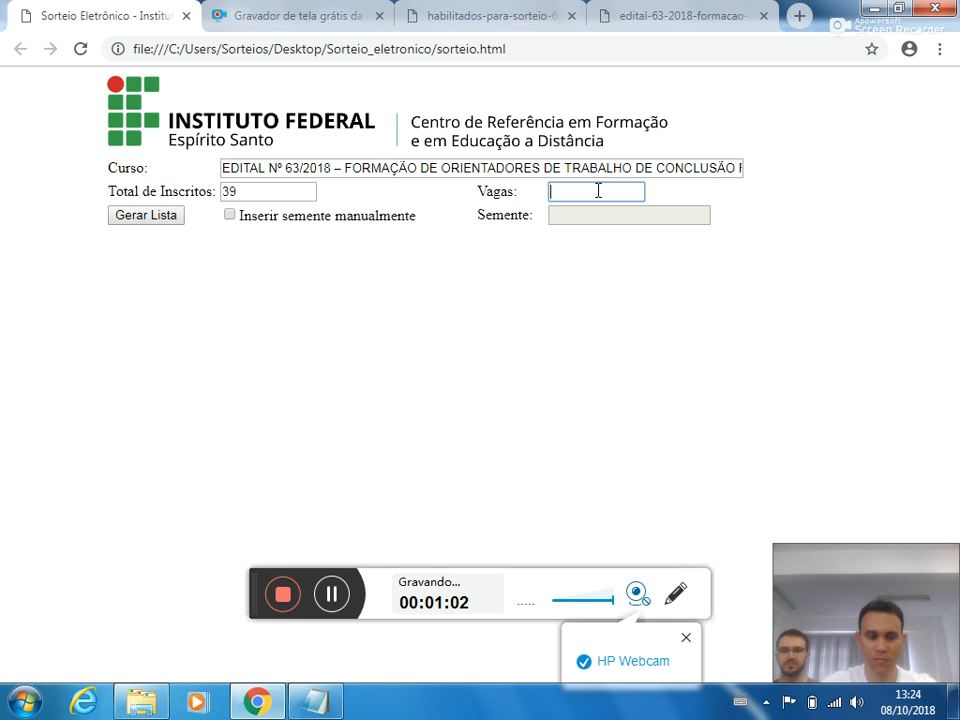 Sorteio Eletrônico - Institut
Gravador de tela grátis da
habilitados-para-sorteio-6
edital-63-2018-formacao-
Apowersoft
Screen Recorder
file:///C:/Users/Sorteios/Desktop/Sorteio_eletronico/sorteio.html
INSTITUTO FEDERAL
Espírito Santo
Centro de Referência em Formação
e em Educação a Distância
Curso: EDITAL Nº 63/2018 – FORMAÇÃO DE ORIENTADORES DE TRABALHO DE CONCLUSÃO
Total de Inscritos: 39 Vagas:
Gerar Lista Inserir semente manualmente Semente:
Gravando...
00:01:02
HP Webcam
13:24
08/10/2018